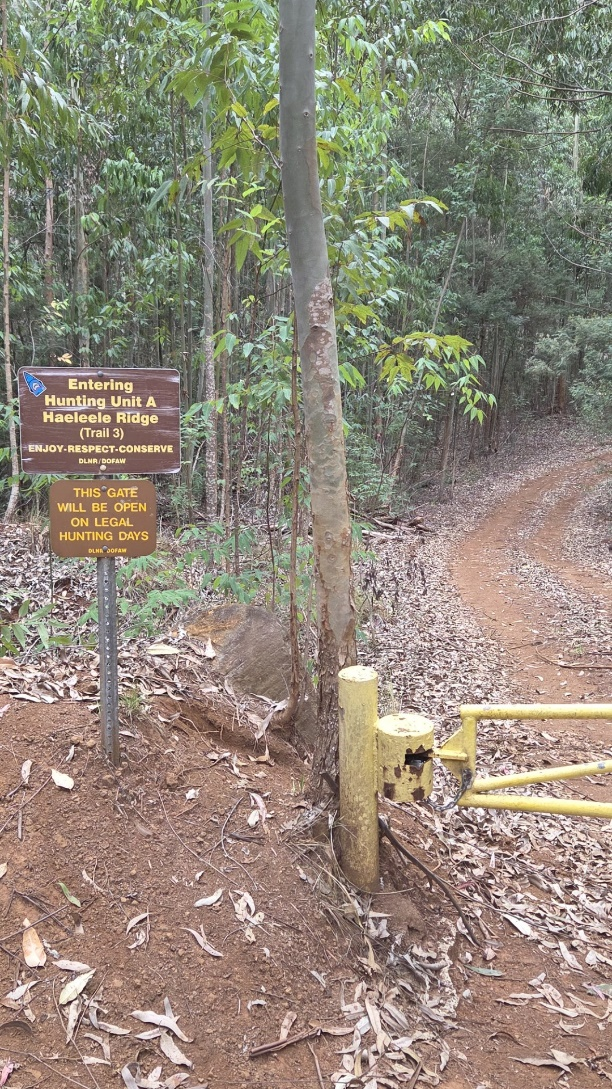 Entering
Hunting Unit A
Haeleele Ridge
(Trail 3)
ENJOY-RESPECT-CONSERVE
DLNR/DOFAW
THIS GATE
WILL BE OPEN
ON LEGAL
HUNTING DAYS
DLNR/DOFAW